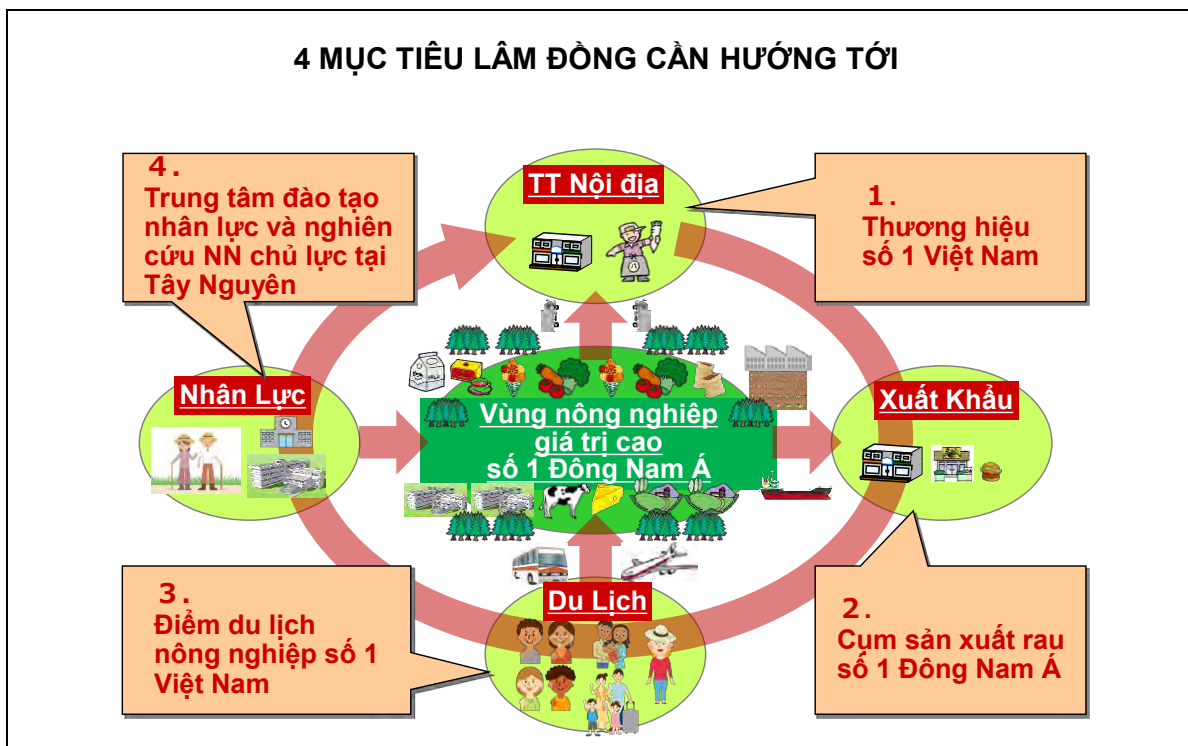 4 MỤC TIÊU LÂM ĐỒNG CẦN HƯỚNG TỚI
4.
Trung tâm đào tạo
nhân lực và nghiên
cứu NN chủ lực tại
Tây Nguyên
TT Nội địa
1.
Thương hiệu
số 1 Việt Nam
Nhân Lực
Vùng nông nghiêp
giá trị cao
số 1 Đông Nam Á
Xuất Khẩu
3.
Điểm du lịch
nông nghiệp số 1
Việt Nam
Du Lịch
2.
Cụm sản xuất rau
số 1 Đông Nam Á